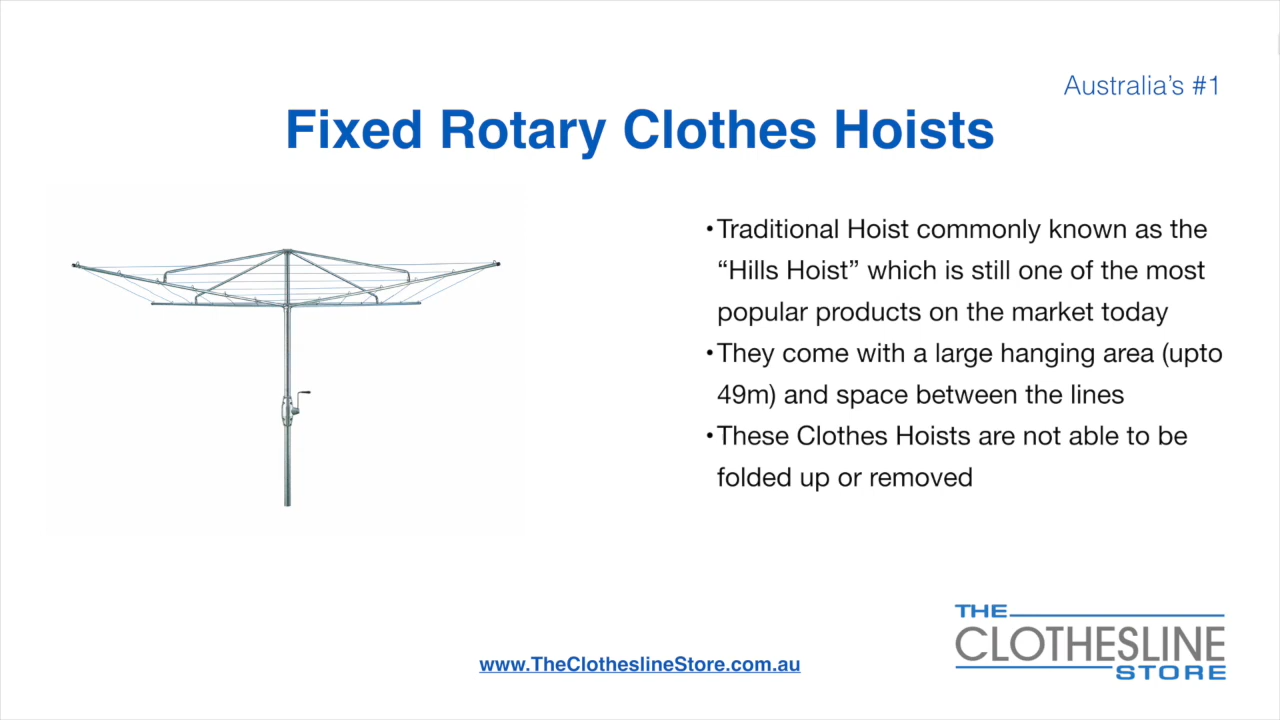 Australia's #1
Fixed Rotary Clothes Hoists
•Traditional Hoist commonly known as the
“Hills Hoist” which is still one of the most
popular products on the market today
•They come with a large hanging area (upto
49m) and space between the lines
•These Clothes Hoists are not able to be
folded up or removed
THE
CLOTHESLINE
STORE
www.TheClotheslineStore.com.au